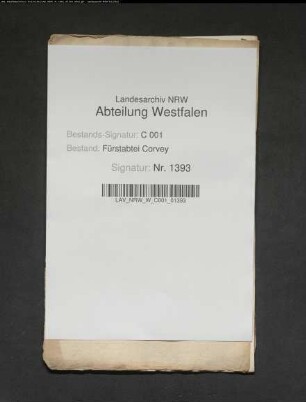 Landesarchiv NRW
Abteilung Westfalen
Bestands-Signatur: C 001
Bestand: Fürstabtei Corvey
Signatur: Nr. 1393
LAV_NRW_W_C001_01393